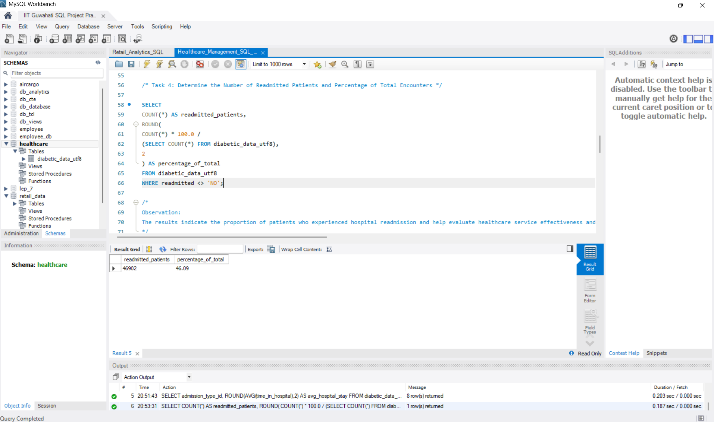 MySQL Workbench
IIT Guwahati SQL Project Pra...
File Edit View Query Database Server Tools Scripting Help
Navigator
SCHEMAS
Filter objects
aircargo
db_analytics
db_cte
db_database
db_td
db_views
employee
employee_db
healthcare
Tables
diabetic_data_utf8
Views
Stored Procedures
Functions
lep_7
retail_data
Tables
Views
Stored Procedures
Functions
Administration Schemas
Information
Schema: healthcare
Object Info Session
Query Completed
Retail_Analytics_SQL Healthcare_Management_SQL_...
Limit to 1000 rows
55
56 /* Task 4: Determine the Number of Readmitted Patients and Percentage of Total Encounters */
57
58 SELECT
59 COUNT(*) AS readmitted_patients,
60 ROUND(
61 COUNT(*) * 100.0 /
62 (SELECT COUNT(*) FROM diabetic_data_utf8),
63 2
64 ) AS percentage_of_total
65 FROM diabetic_data_utf8
66 WHERE readmitted <> 'NO';
67
68 /*
69 Observation:
70 The results indicate the proportion of patients who experienced hospital readmission and help evaluate healthcare service effectiveness and
71 */
Result Grid Filter Rows: Export: Wrap Cell Content:
readmitted_patients percentage_of_total
46902 46.09
Result Grid
Form Editor
Field Types
Result 5 Read Only
Output
Action Output
# Time Action Message Duration / Fetch
5 20:51:43 SELECT admission_type_id, ROUND(AVG(time_in_hospital),2) AS avg_hospital_stay FROM diabetic_data_... 8 row(s) returned 0.203 sec / 0.000 sec
6 20:53:31 SELECT COUNT(*) AS readmitted_patients, ROUND(COUNT(*) * 100.0 / (SELECT COUNT(*) FROM diab... 1 row(s) returned 0.187 sec / 0.000 sec
SQLAdditions
Jump to
Automatic context help is
disabled. Use the toolbar t
manually get help for the
current caret position or to
toggle automatic help.
Context Help Snippets